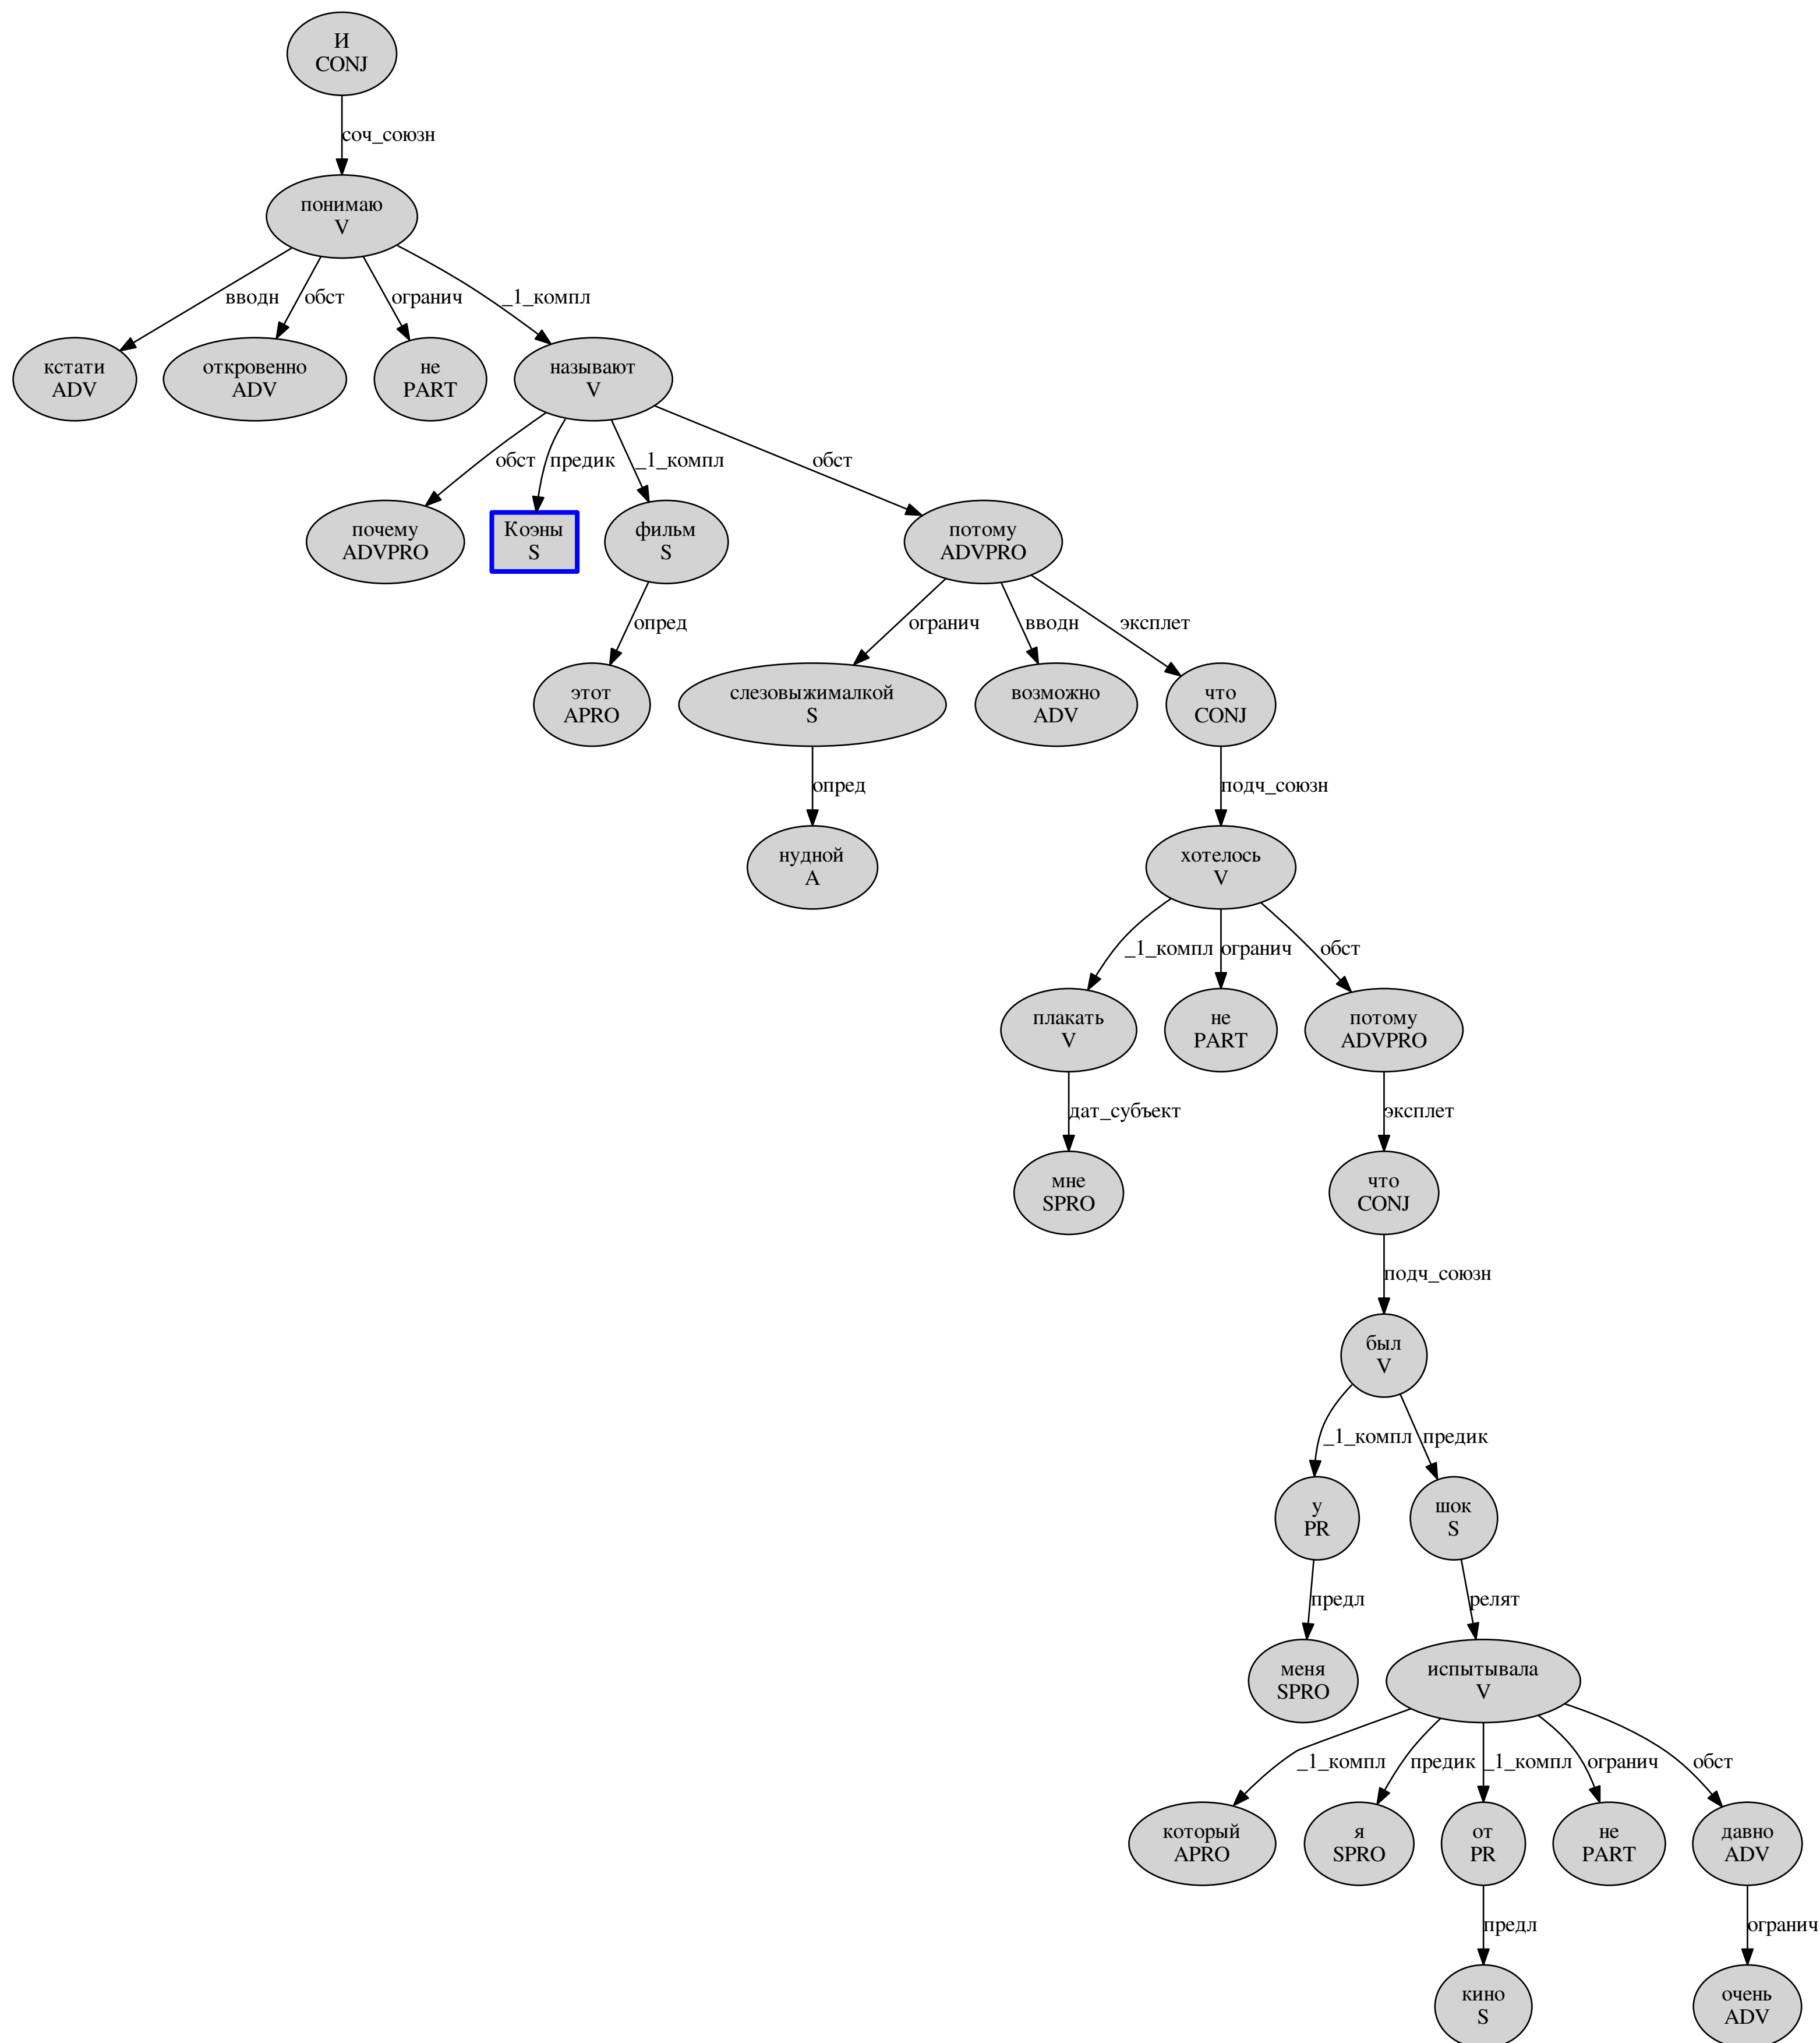 И
CONJ
соч_союзн
понимаю
V
вводн
обст
огранич
_1_компл
кстати
ADV
откровенно
ADV
не
PART
называют
V
обст
предик
_1_компл
обст
почему
ADVPRO
Коэны
S
фильм
S
потому
ADVPRO
опред
огранич
вводн
эксплет
этот
APRO
слезовыжималкой
S
возможно
ADV
что
CONJ
опред
подч_союзн
нудной
A
хотелось
V
_1_компл
огранич
обст
плакать
V
не
PART
потому
ADVPRO
дат_субъект
эксплет
мне
SPRO
что
CONJ
подч_союзн
был
V
_1_компл
предик
у
PR
шок
S
предл
релят
меня
SPRO
испытывала
V
_1_компл
предик
_1_компл
огранич
обст
который
APRO
я
SPRO
от
PR
не
PART
давно
ADV
предл
огранич
кино
S
очень
ADV